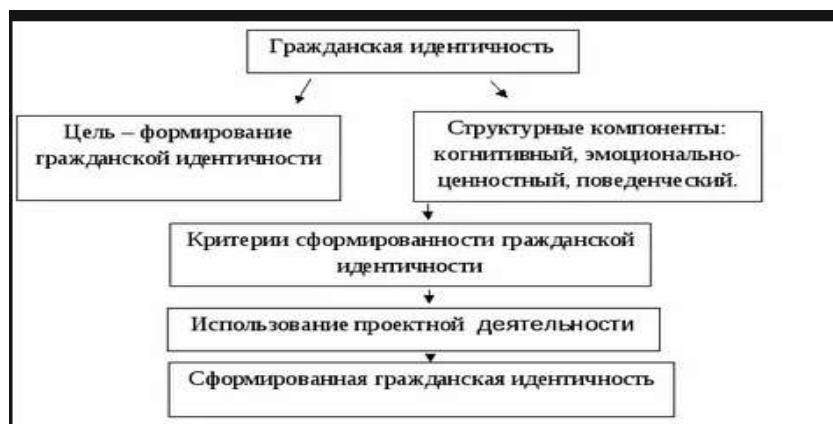 Гражданская идентичность
Цель – формирование
гражданской идентичности
Структурные компоненты:
когнитивный, эмоционально-
ценностный, поведенческий.
Критерии сформированности гражданской
идентичности
Использование проектной деятельности
Сформированная гражданская идентичность